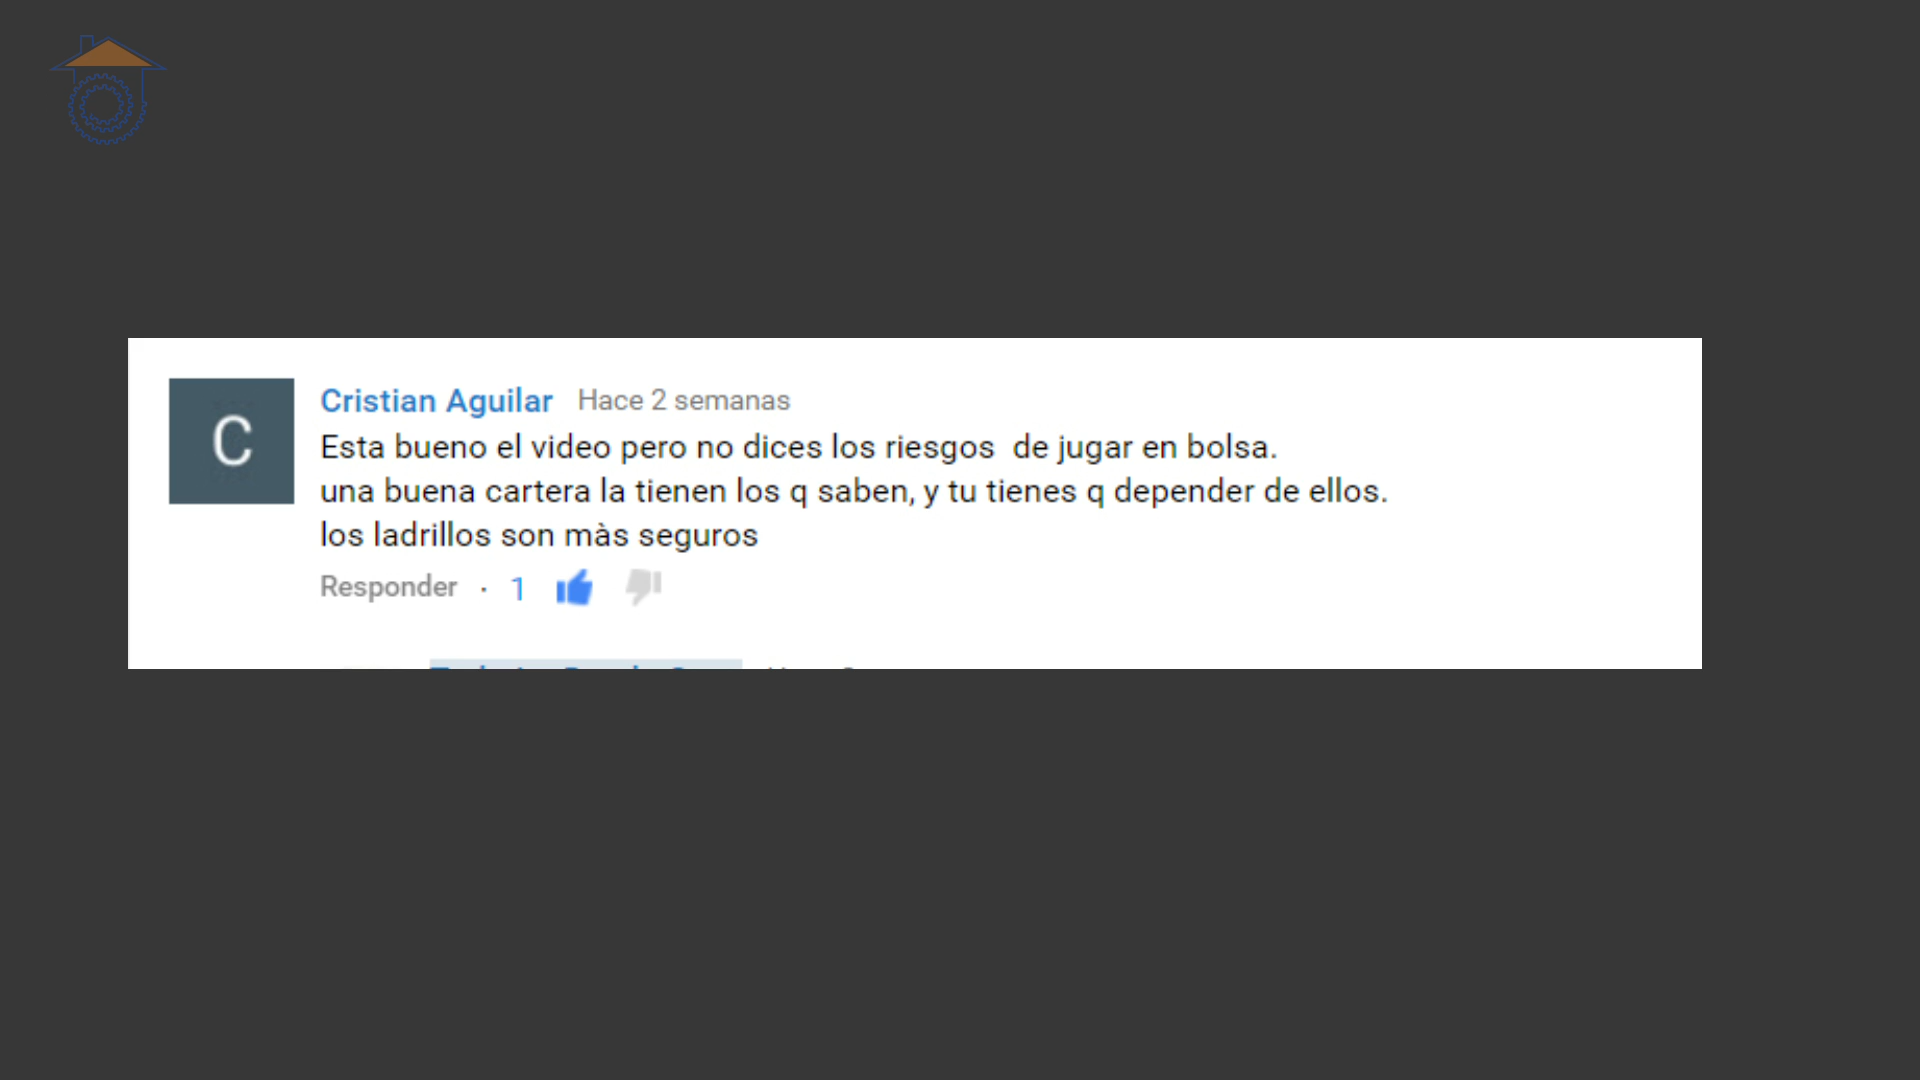 C
Cristian Aguilar Hace 2 semanas
Esta bueno el video pero no dices los riesgos  de jugar en bolsa.
una buena cartera la tienen los q saben, y tu tienes q depender de ellos.
los ladrillos son màs seguros
Responder · 1